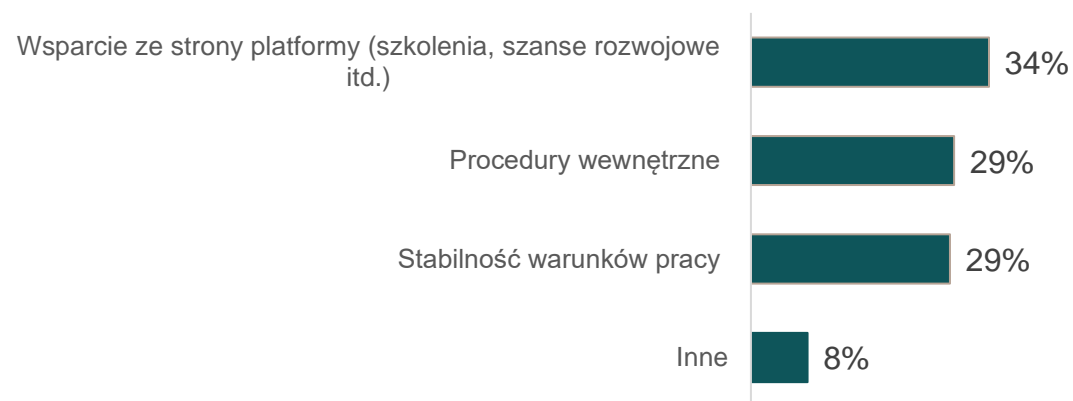 Wsparcie ze strony platformy (szkolenia, szanse rozwojowe
itd.)
34%
Procedury wewnętrzne
29%
Stabilność warunków pracy
29%
Inne
8%